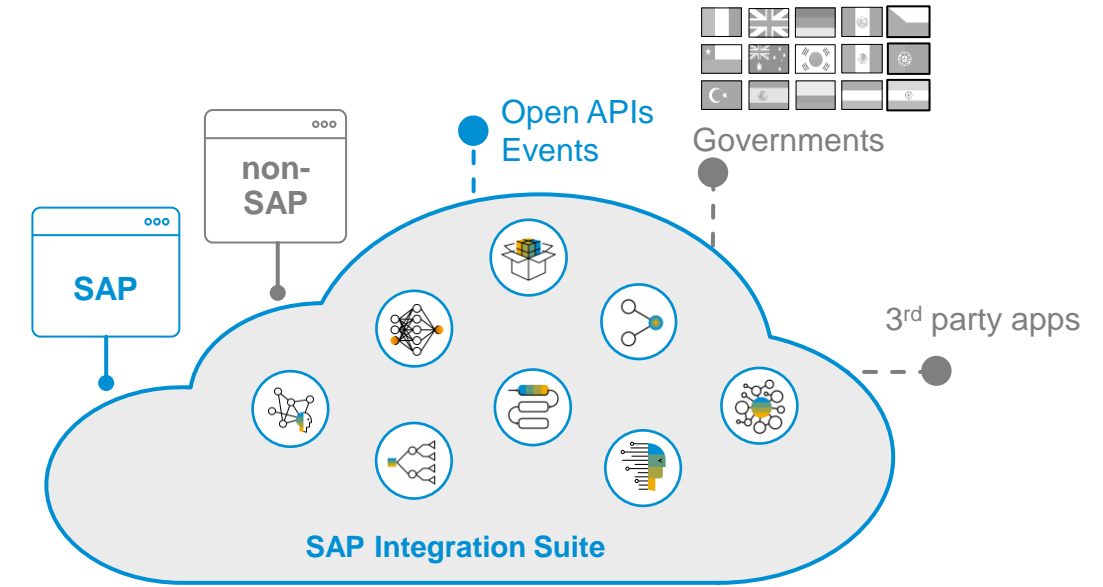 Open APIs
Events
Governments
non-
SAP
SAP
3rd party apps
SAP Integration Suite